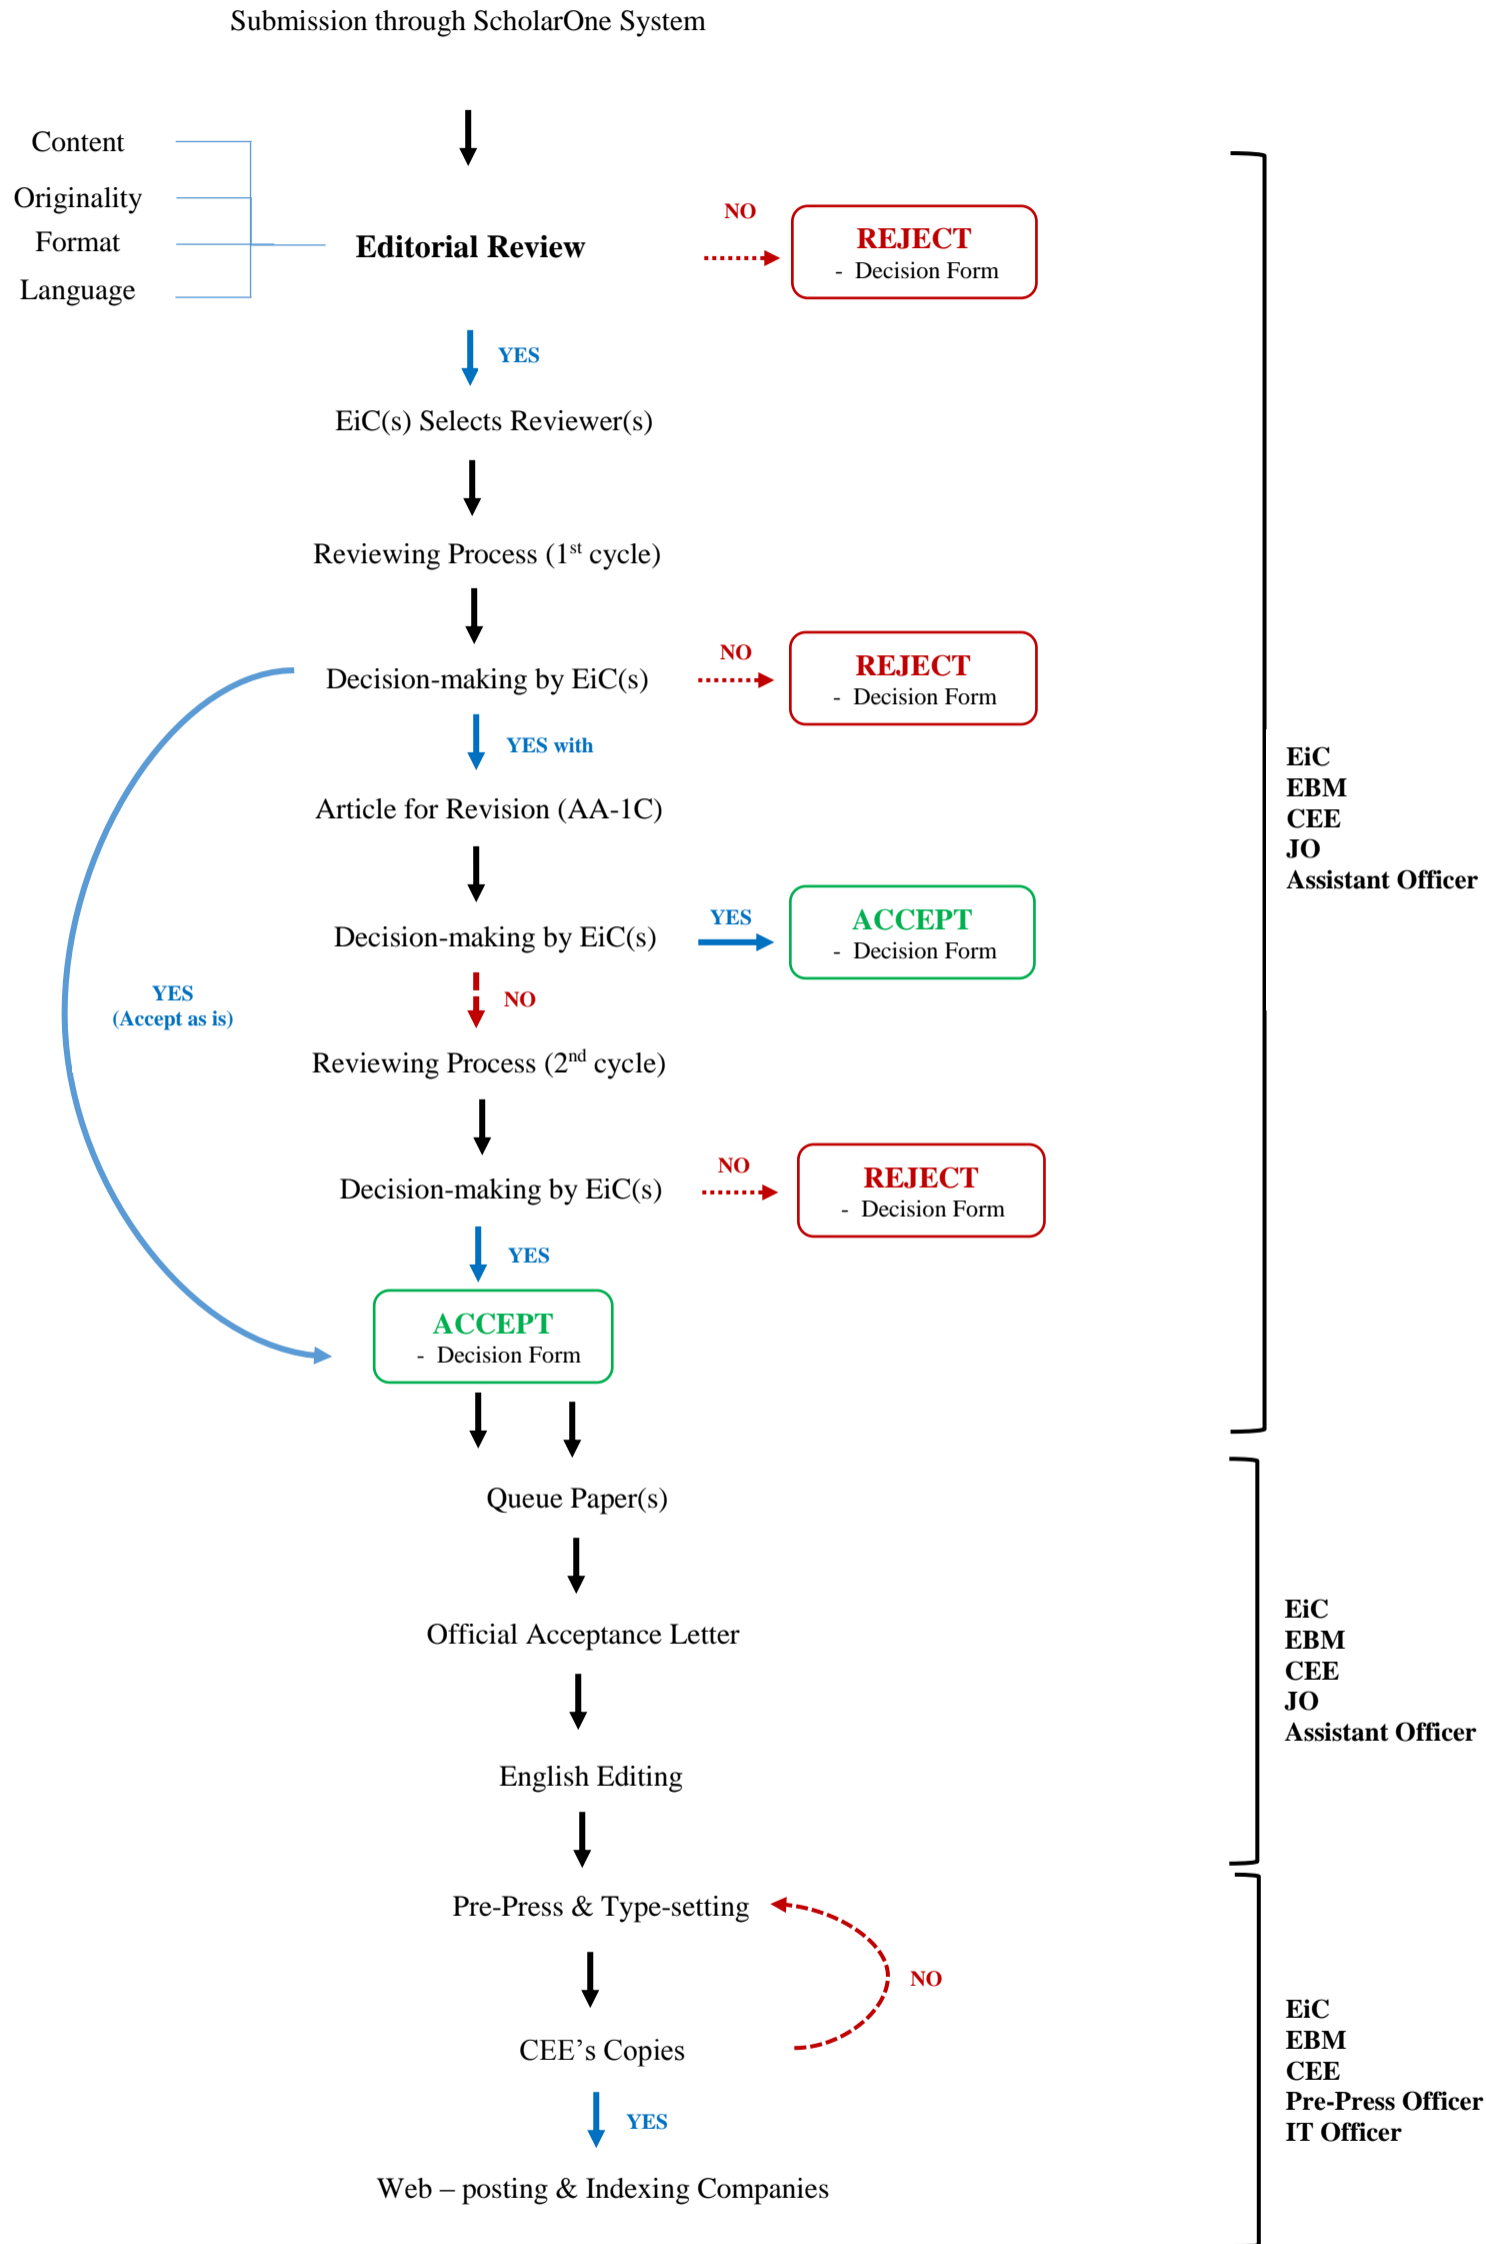 Submission through ScholarOne System
Content
Originality
Format
Language
Editorial Review
NO
REJECT
- Decision Form
YES
EiC(s) Selects Reviewer(s)
Reviewing Process (1st cycle)
Decision-making by EiC(s)
NO
REJECT
- Decision Form
YES with
Article for Revision (AA-1C)
Decision-making by EiC(s)
YES
ACCEPT
- Decision Form
NO
YES
(Accept as is)
Reviewing Process (2nd cycle)
Decision-making by EiC(s)
NO
REJECT
- Decision Form
YES
ACCEPT
- Decision Form
EiC
EBM
CEE
JO
Assistant Officer
Queue Paper(s)
Official Acceptance Letter
English Editing
EiC
EBM
CEE
JO
Assistant Officer
Pre-Press & Type-setting
NO
CEE’s Copies
YES
Web – posting & Indexing Companies
EiC
EBM
CEE
Pre-Press Officer
IT Officer